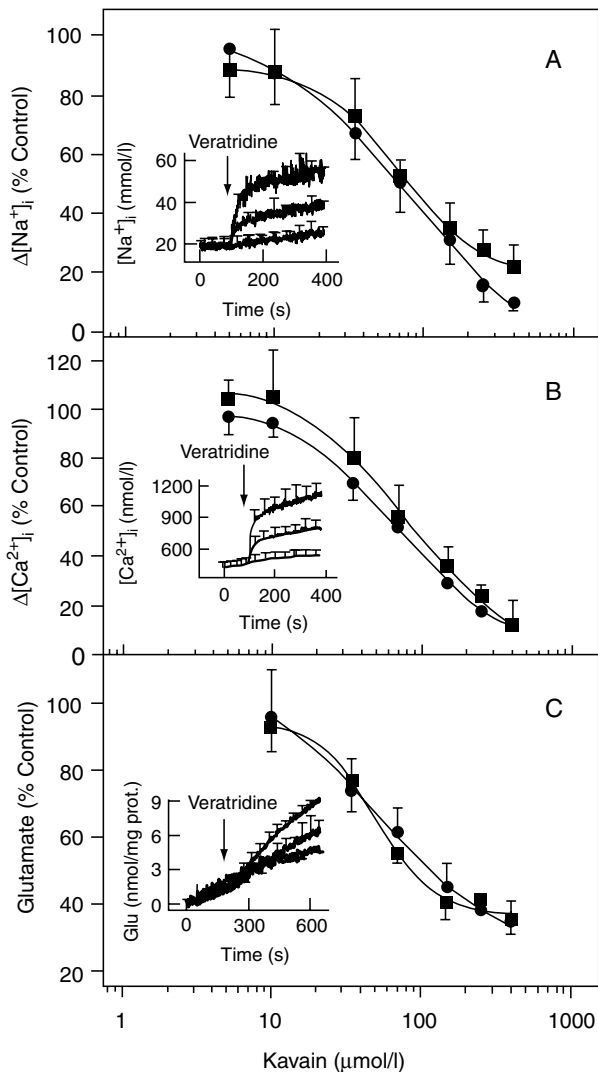 A
100
80
60
40
20
0
Δ[Na⁺]ᵢ (% Control)
Veratridine
60
40
20
[Na⁺]ᵢ (mmol/l)
0 200 400
Time (s)
B
120
100
80
60
40
20
0
Δ[Ca²⁺]ᵢ (% Control)
Veratridine
1200
900
600
[Ca²⁺]ᵢ (nmol/l)
0 200 400
Time (s)
C
100
80
60
40
20
Glutamate (% Control)
Veratridine
9
6
3
0
Glu (nmol/mg prot.)
0 300 600
Time (s)
1 10 100 1000
Kavain (μmol/l)